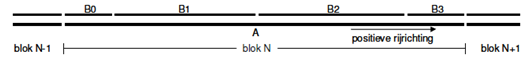 B0 B1 B2 B3
A
positieve rijrichting
blok N-1 blok N blok N+1